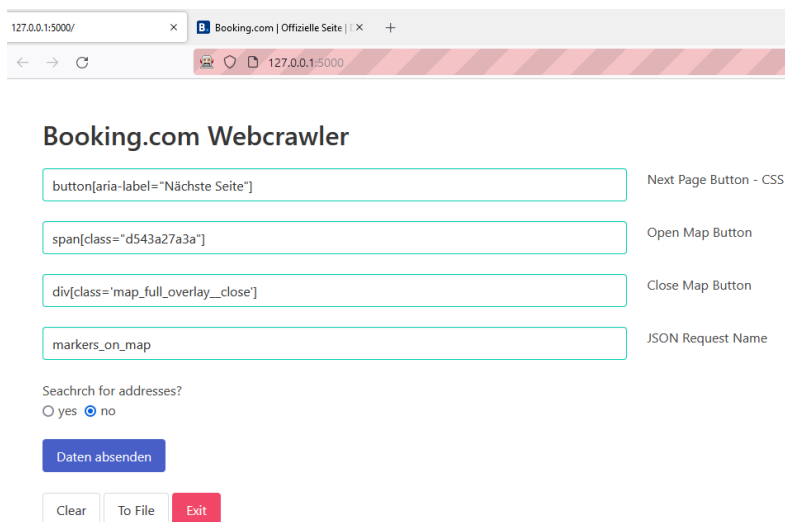 127.0.0.1:5000/
B. Booking.com | Offizielle Seite |
127.0.0.1:5000
Booking.com Webcrawler
button[aria-label="Nächste Seite"]
Next Page Button - CSS
span[class="d543a27a3a"]
Open Map Button
div[class='map_full_overlay__close']
Close Map Button
markers_on_map
JSON Request Name
Seachrch for addresses?
yes no
Daten absenden
Clear To File Exit